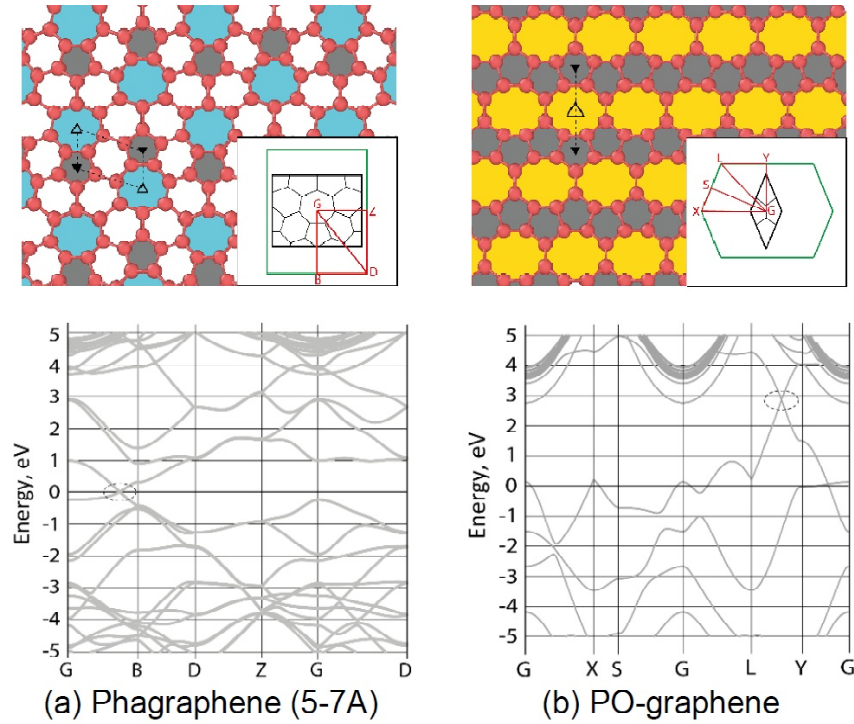 G
Z
B
D
L
Y
S
X
G
5
4
3
2
1
0
-1
-2
-3
-4
-5
Energy, eV
G B D Z G D
5
4
3
2
1
0
-1
-2
-3
-4
-5
Energy, eV
G X S G L Y G
(a) Phagraphene (5-7A)
(b) PO-graphene